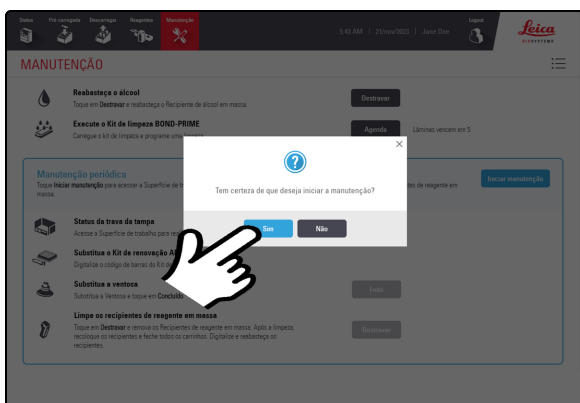 Status Pré-carregada Descarregar Reagentes Manutenção
5:43 AM | 21/nov/2023 | Jane Doe
Logout
Leica
BIOSYSTEMS
MANUTENÇÃO
Reabasteça o álcool
Toque em Destravar e reabasteça o Recipiente de álcool em massa.
Destravar
Execute o Kit de limpeza BOND-PRIME
Carregue o kit de limpeza e programe uma limpeza
Agenda
Lâminas vencem em 5
Manutenção periódica
Toque Iniciar manutenção para acessar a Superfície de tr
tes de reagente em
massa.
Iniciar manutenção
Tem certeza de que deseja iniciar a manutenção?
Sim
Não
Status da trava da tampa
Acesse a Superfície de trabalho para
Substitua o Kit de renovação A
Digitalize o código de barras do Kit
Substitua a ventosa
Substitua a Ventosa e toque em Concluído
Feito
Limpe os recipientes de reagente em massa
Toque em Destravar e remova os Recipientes de reagente em massa. Após a limpeza,
recoloque os recipientes e feche todos os carrinhos. Digitalize e reabasteça os
recipientes.
Destravar